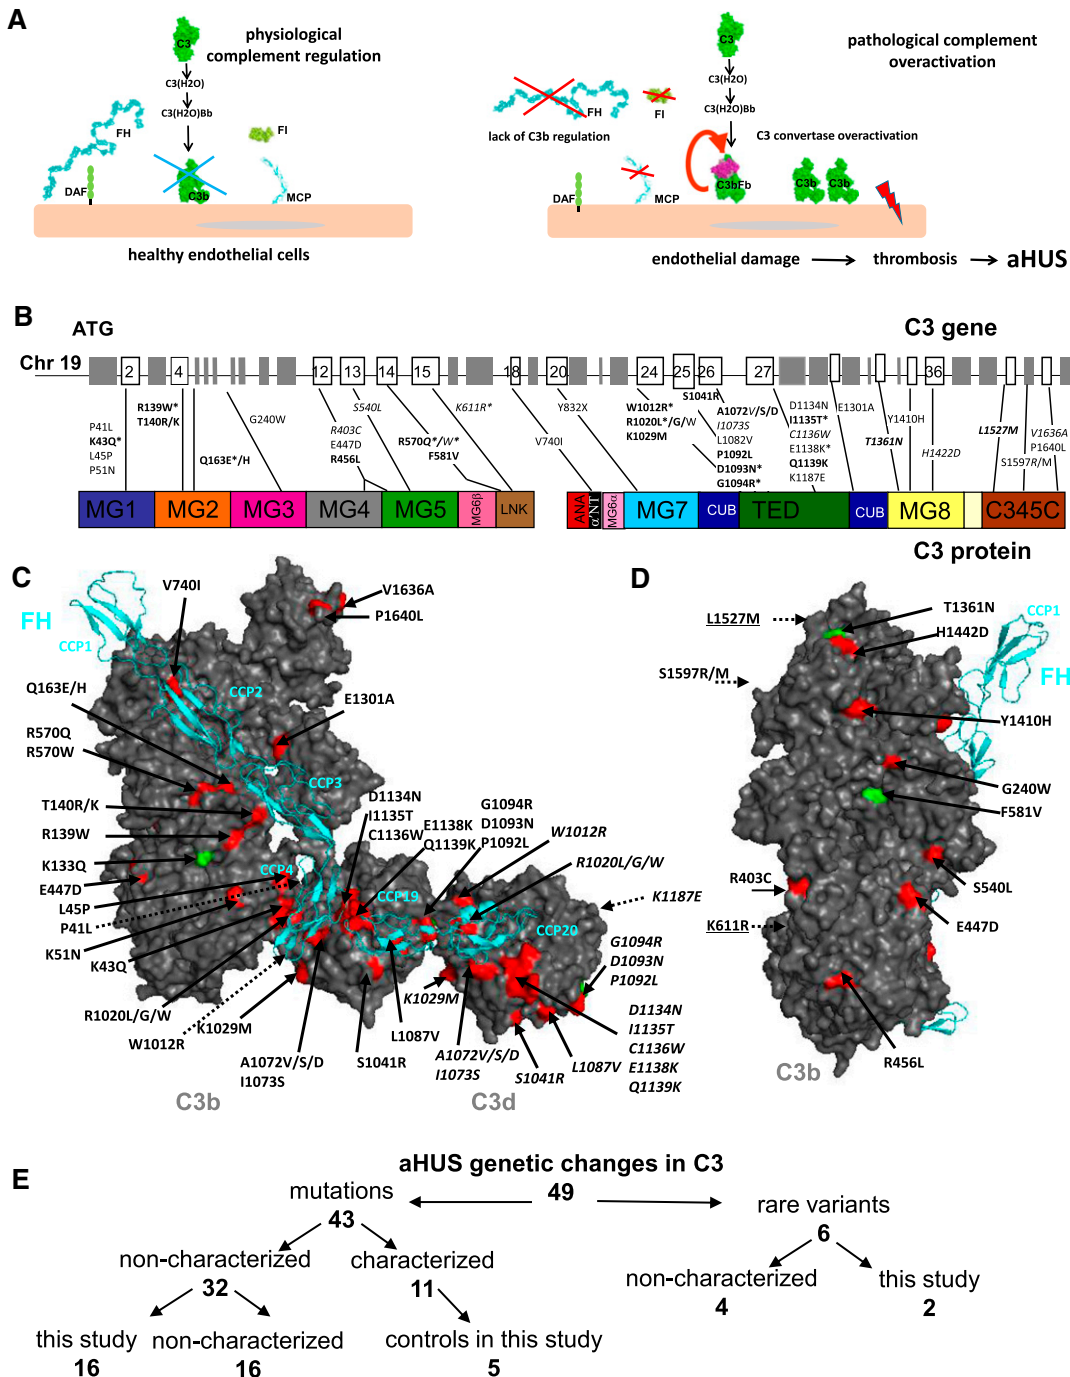 A
physiological
complement regulation
C3
C3(H2O)
C3(H2O)Bb
FH
FI
DAF
C3b
MCP
healthy endothelial cells
pathological complement
overactivation
C3
C3(H2O)
C3(H2O)Bb
FH
FI
lack of C3b regulation
C3 convertase overactivation
MCP
DAF
C3bFb
C3b
C3b
endothelial damage
thrombosis
aHUS
B
ATG
C3 gene
Chr 19
2
4
12
13
14
15
18
20
24
25
26
27
36
P41L
K43Q*
L45P
P51N
R139W*
T140R/K
Q163E*/H
G240W
R403C
E447D
R456L
S540L
R570Q*/W*
F581V
K611R*
V740I
Y832X
W1012R*
R1020L*/G/W
K1029M
S1041R
A1072V/S/D
I1073S
L1082V
P1092L
D1093N*
G1094R*
D1134N
I1135T*
C1136W
E1138K*
Q1139K
K1187E
E1301A
T1361N
Y1410H
H1422D
L1527M
S1597R/M
V1636A
P1640L
MG1
MG2
MG3
MG4
MG5
MG6β
LNK
ANA
α'NT
MG6α
MG7
CUB
TED
CUB
MG8
C345C
C3 protein
C
FH
CCP1
V740I
V1636A
P1640L
Q163E/H
CCP2
E1301A
R570Q
R570W
CCP3
T140R/K
D1134N
I1135T
C1136W
G1094R
D1093N
P1092L
E1138K
Q1139K
W1012R
R139W
R1020L/G/W
K133Q
CCP4
E447D
CCP19
K1187E
L45P
P41L
CCP20
K51N
K43Q
G1094R
D1093N
P1092L
K1029M
R1020L/G/W
W1012R
K1029M
L1087V
D1134N
I1135T
C1136W
E1138K
Q1139K
A1072V/S/D
I1073S
S1041R
A1072V/S/D
I1073S
S1041R
L1087V
C3b
C3d
D
L1527M
T1361N
H1442D
CCP1
FH
S1597R/M
Y1410H
G240W
F581V
R403C
S540L
K611R
E447D
R456L
C3b
E
aHUS genetic changes in C3
49
mutations
43
rare variants
6
non-characterized
32
characterized
11
non-characterized
4
this study
2
this study
16
non-characterized
16
controls in this study
5